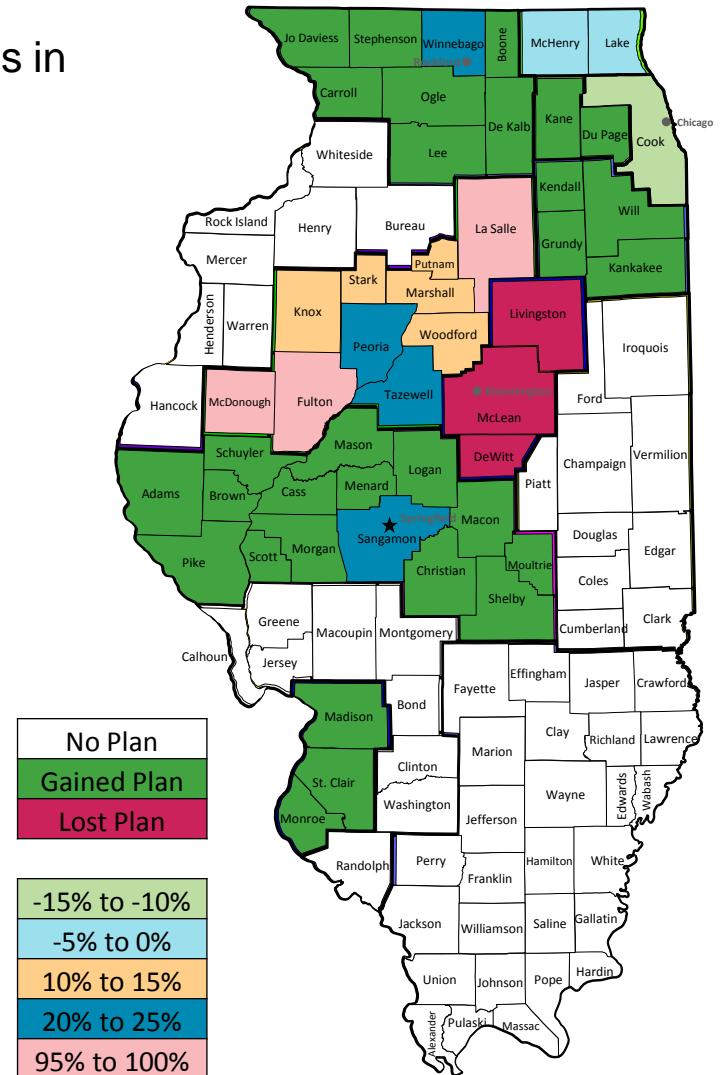 s in
Jo Daviess
Stephenson
Winnebago
Boone
McHenry
Lake
Rockford
Carroll
Ogle
De Kalb
Kane
Du Page
Cook
Chicago
Lee
Whiteside
Kendall
Will
Rock Island
Henry
Bureau
La Salle
Grundy
Kankakee
Mercer
Putnam
Stark
Marshall
Livingston
Henderson
Warren
Knox
Woodford
Peoria
Iroquois
Hancock
McDonough
Fulton
Tazewell
Bloomington
McLean
Ford
Mason
DeWitt
Schuyler
Logan
Champaign
Vermilion
Piatt
Adams
Brown
Cass
Menard
Springfield
Macon
Sangamon
Douglas
Edgar
Pike
Scott
Morgan
Christian
Moultrie
Coles
Shelby
Greene
Macoupin
Montgomery
Cumberland
Clark
Calhoun
Jersey
Effingham
Fayette
Jasper
Crawford
Bond
Madison
Clay
Richland
Lawrence
Marion
Clinton
St. Clair
Wayne
Edwards
Wabash
Washington
Monroe
Jefferson
Randolph
Perry
Hamilton
White
Franklin
Jackson
Williamson
Saline
Gallatin
Union
Johnson
Pope
Hardin
Alexander
Pulaski
Massac
No Plan
Gained Plan
Lost Plan
-15% to -10%
-5% to 0%
10% to 15%
20% to 25%
95% to 100%